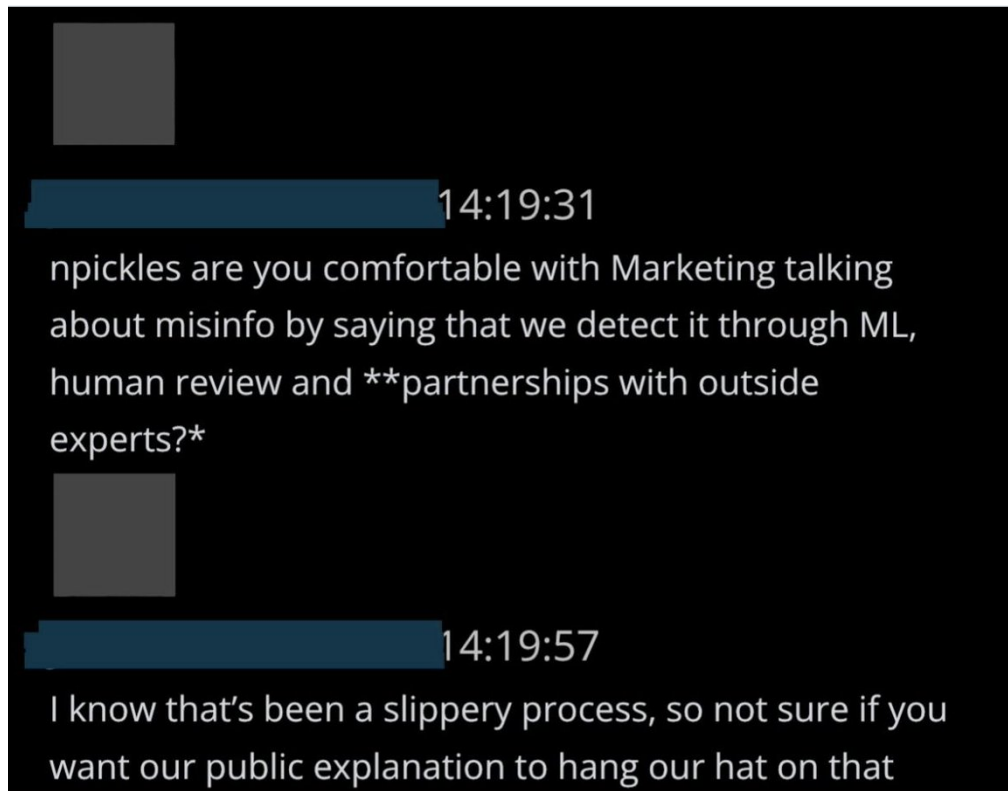 14:19:31
npickles are you comfortable with Marketing talking
about misinfo by saying that we detect it through ML,
human review and **partnerships with outside
experts?*
14:19:57
I know that’s been a slippery process, so not sure if you
want our public explanation to hang our hat on that